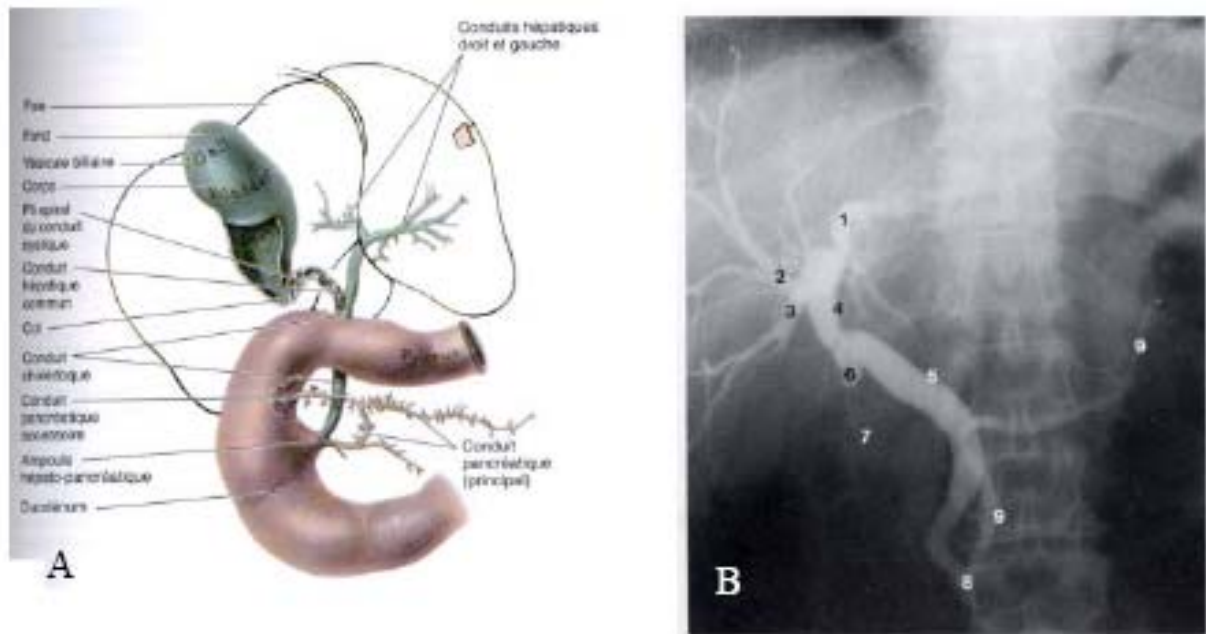 Conduits hépatiques
droit et gauche
Foie
Fond
Vésicule biliaire
Corps
Pli spiral
du conduit
cystique
Conduit
hépatique
commun
Col
Conduit
cholédoque
Conduit
pancréatique
accessoire
Ampoule
hépato-pancréatique
Duodénum
Conduit
pancréatique
(principal)
A
1
2
3
4
5
6
7
8
9
9
B